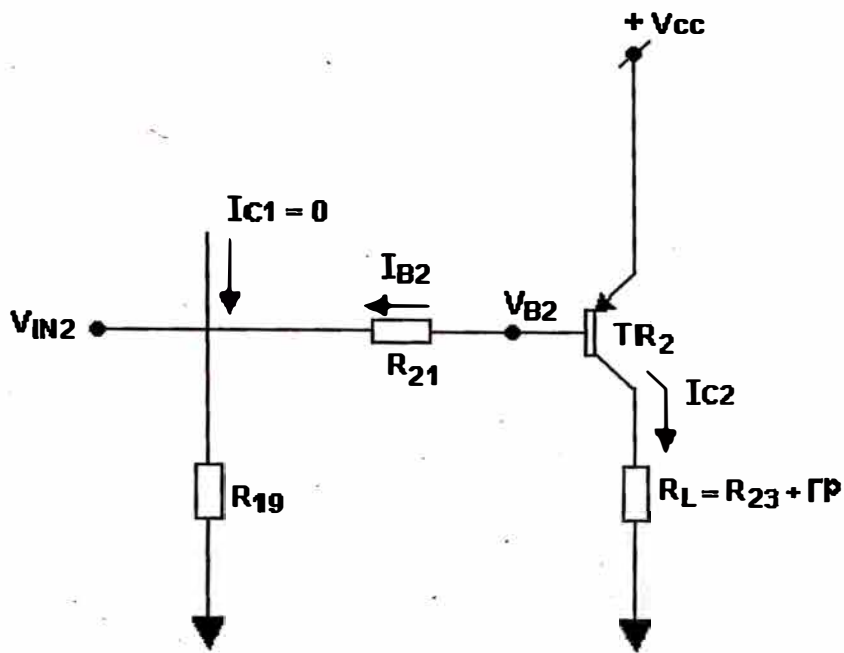 + Vcc
IC1 = 0
IB2
VB2
VIN2
TR2
R21
IC2
R19
RL = R23 + rp